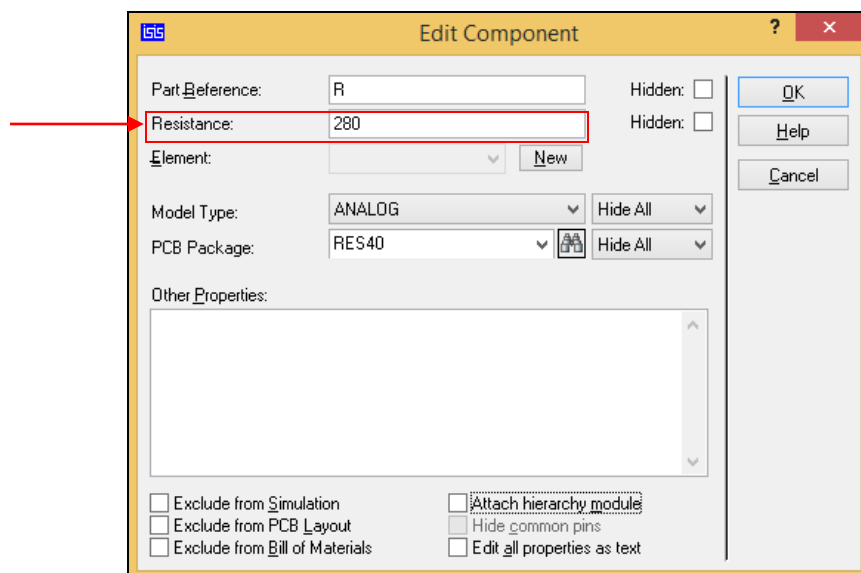 ISIS Edit Component ? ×
Part Reference: R Hidden: OK
Resistance: 280 Hidden: Help
Element: New
Cancel
Model Type: ANALOG Hide All
PCB Package: RES40 Hide All
Other Properties:
Exclude from Simulation Attach hierarchy module
Exclude from PCB Layout Hide common pins
Exclude from Bill of Materials Edit all properties as text